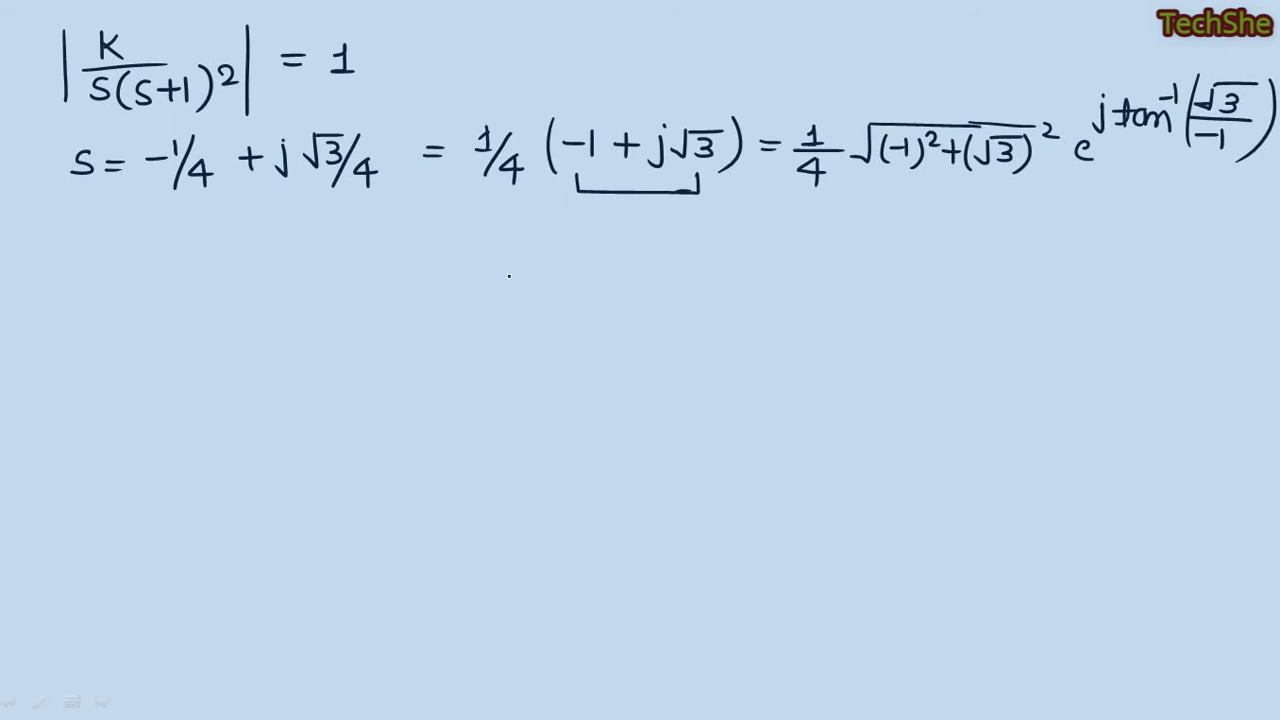 TechShe
|K/(S(S+1)²)| = 1
S = -1/4 + j√3/4 = 1/4 (-1 + j√3) = 1/4 √((-1)²+(√3)²) e^(j tan⁻¹(√3/-1))